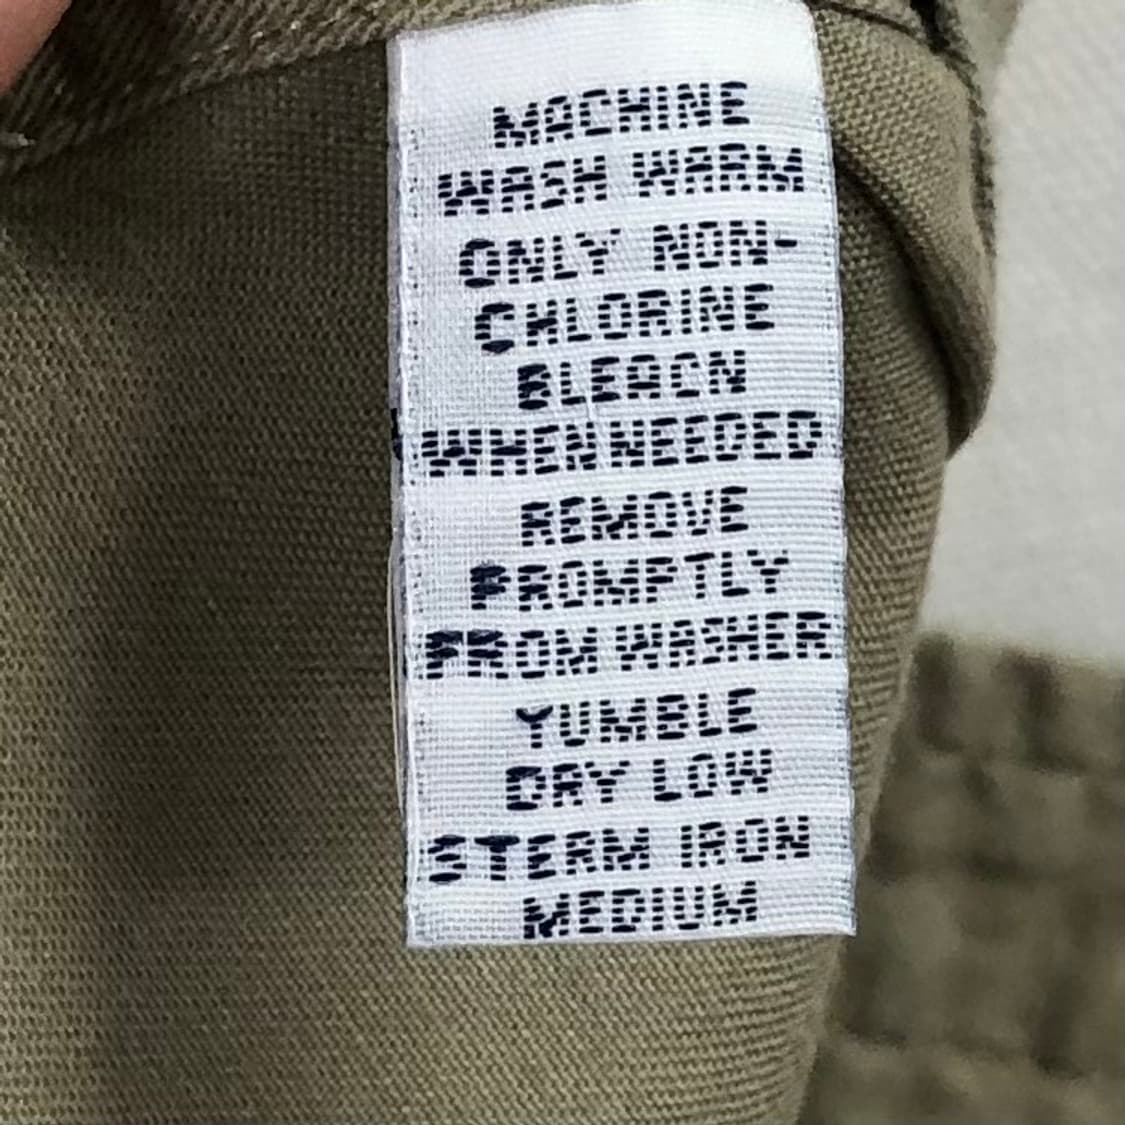 MACHINE
WASH WARM
ONLY NON-
CHLORINE
BLEACN
WHEN NEEDED
REMOVE
PROMPTLY
FROM WASHER
YUMBLE
DRY LOW
STERM IRON
MEDIUM